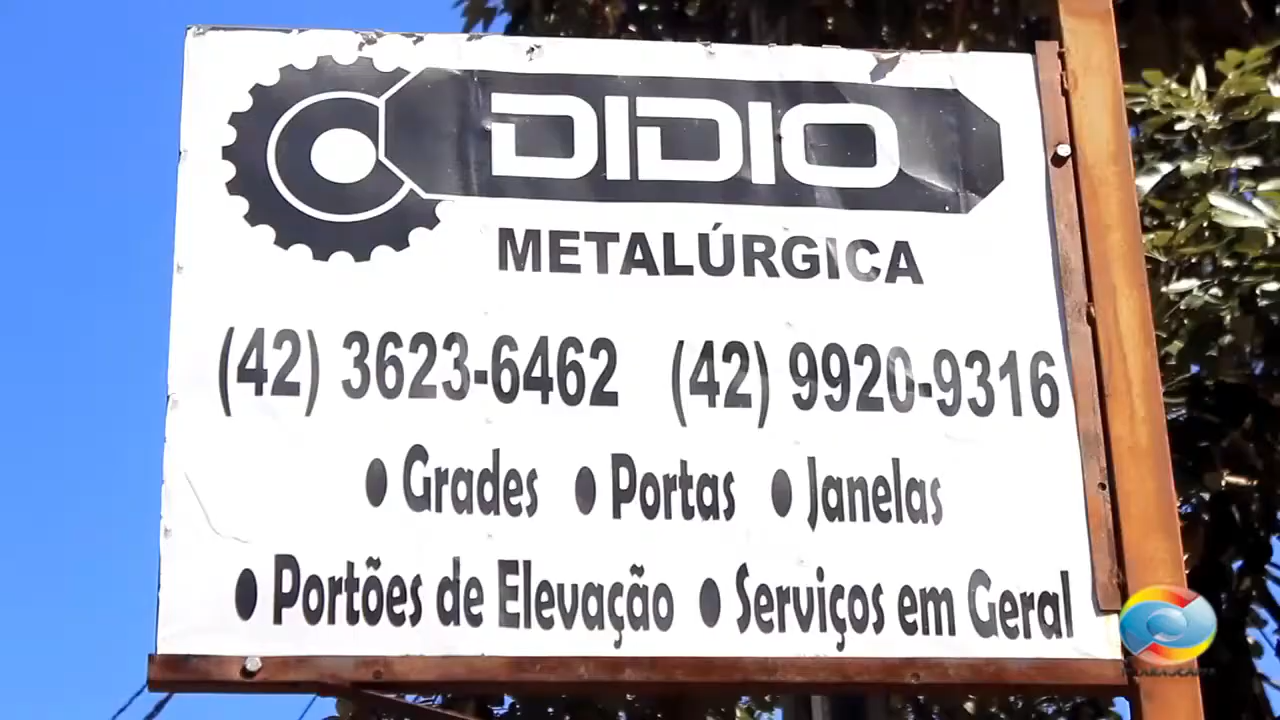 DIDIO
METALÚRGICA
(42) 3623-6462 (42) 9920-9316
• Grades • Portas • Janelas
• Portões de Elevação • Serviços em Geral